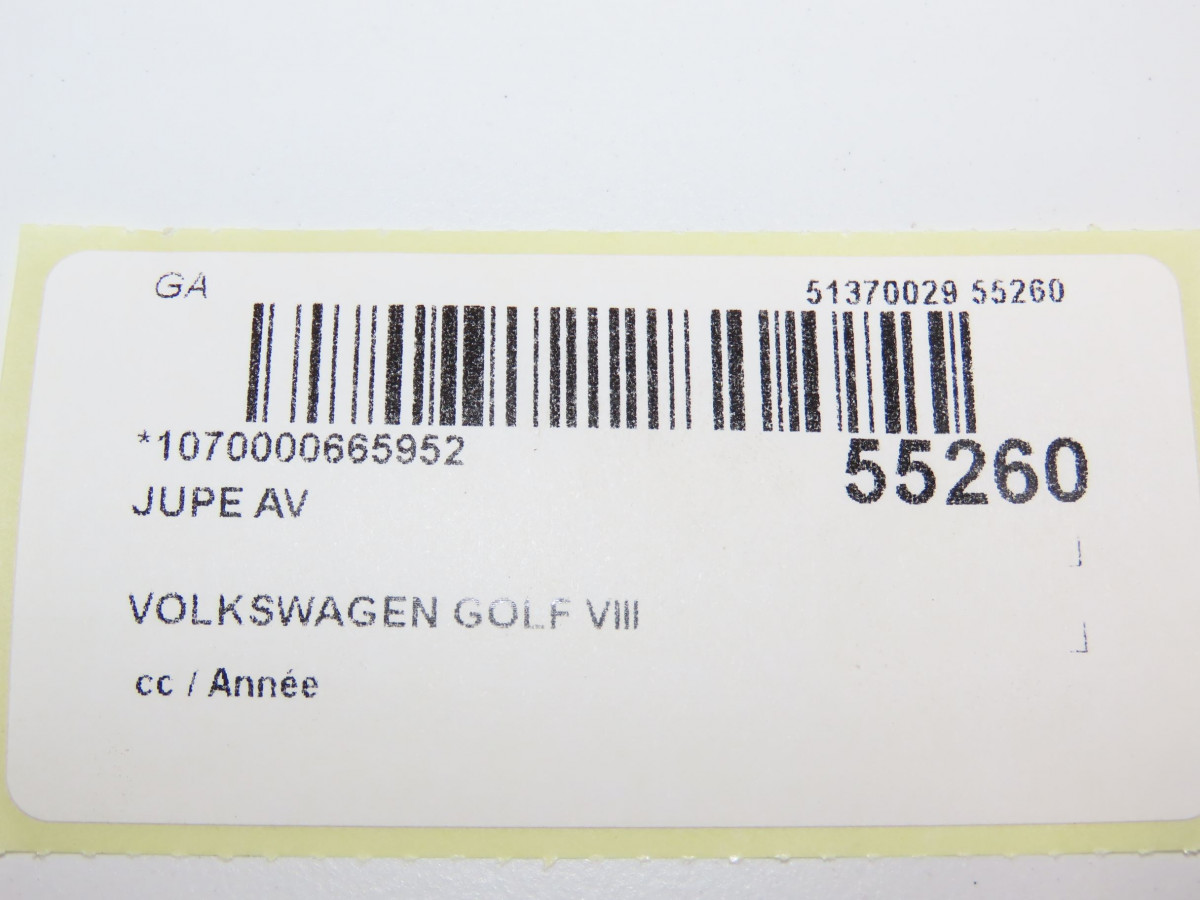 GA
51370029 55260
*1070000665952
55260
JUPE AV
VOLKSWAGEN GOLF VIII
cc / Année